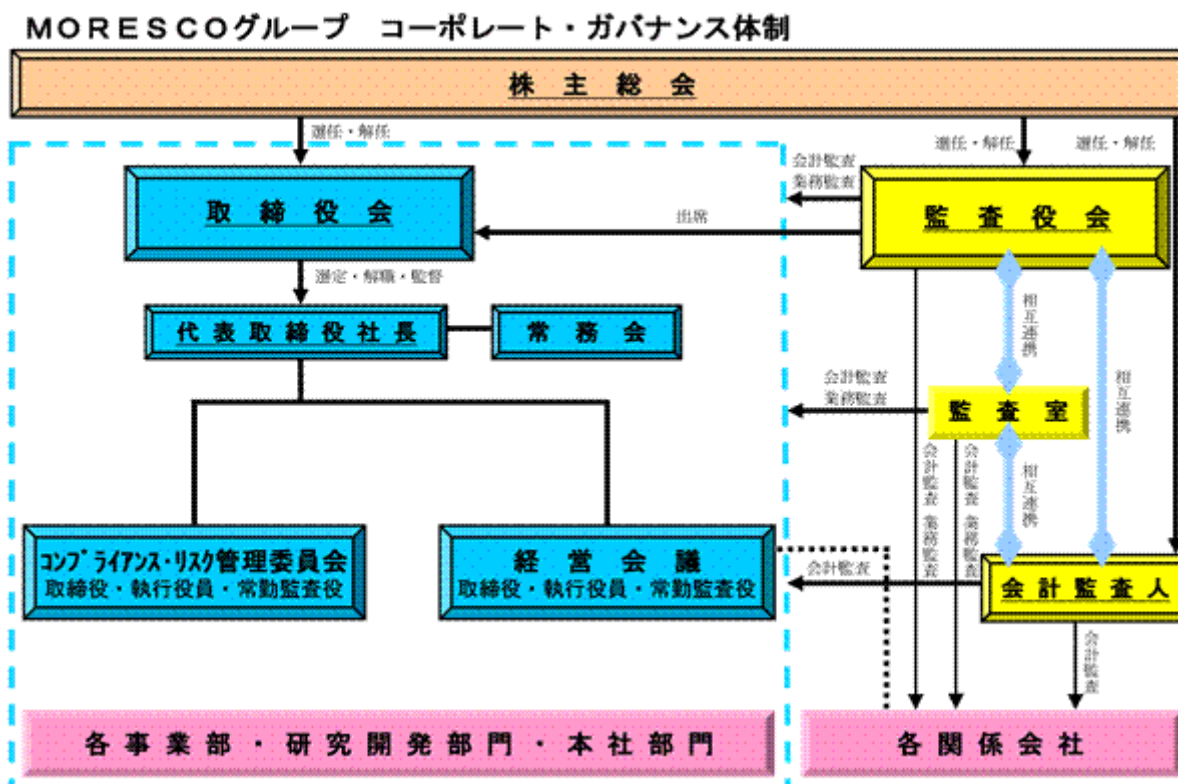 MORESCOグループ コーポレート・ガバナンス体制
株主総会
選任・解任
選任・解任
選任・解任
取締役会
会計監査
業務監査
出席
監査役会
選定・解職・監督
代表取締役社長
常務会
相互連携
相互連携
会計監査
業務監査
監査室
会計監査 業務監査
会計監査 業務監査
相互連携
コンプライアンス・リスク管理委員会
取締役・執行役員・常勤監査役
経営会議
取締役・執行役員・常勤監査役
会計監査
会計監査人
会計監査
各事業部・研究開発部門・本社部門
各関係会社